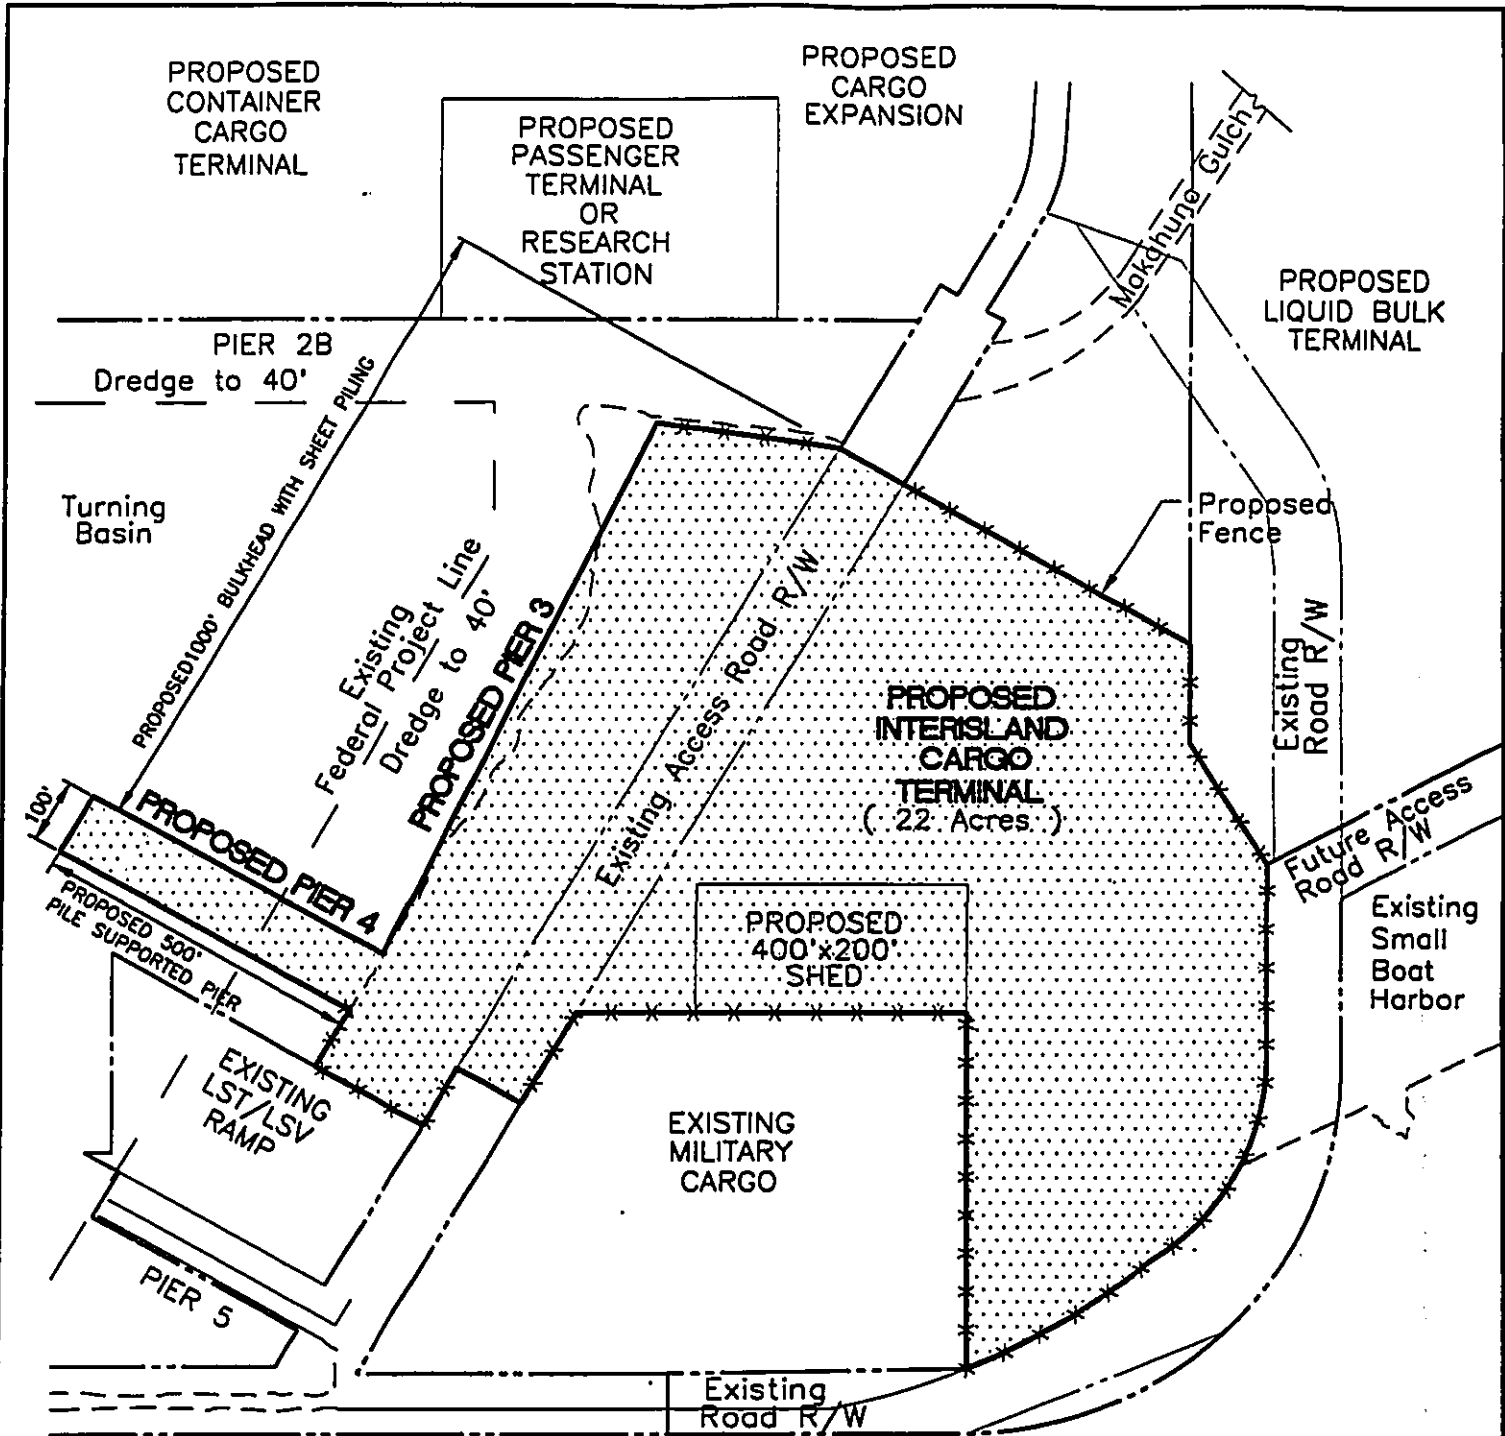 PROPOSED
CONTAINER
CARGO
TERMINAL
PROPOSED
PASSENGER
TERMINAL
OR
RESEARCH
STATION
PROPOSED
CARGO
EXPANSION
Makahuna Gulch
PROPOSED
LIQUID BULK
TERMINAL
PIER 2B
Dredge to 40'
Turning
Basin
PROPOSED 1000' BULKHEAD WITH SHEET PILING
Existing
Federal Project Line
Dredge to 40'
PROPOSED PIER 3
Existing Access Road R/W
Proposed
Fence
Existing
Road R/W
PROPOSED
INTERISLAND
CARGO
TERMINAL
( 22 Acres )
100'
PROPOSED PIER 4
PROPOSED 500'
PILE SUPPORTED PIER
Future Access
Road R/W
PROPOSED
400'x200'
SHED
Existing
Small
Boat
Harbor
EXISTING
LST/LSV
RAMP
EXISTING
MILITARY
CARGO
PIER 5
Existing
Road R/W